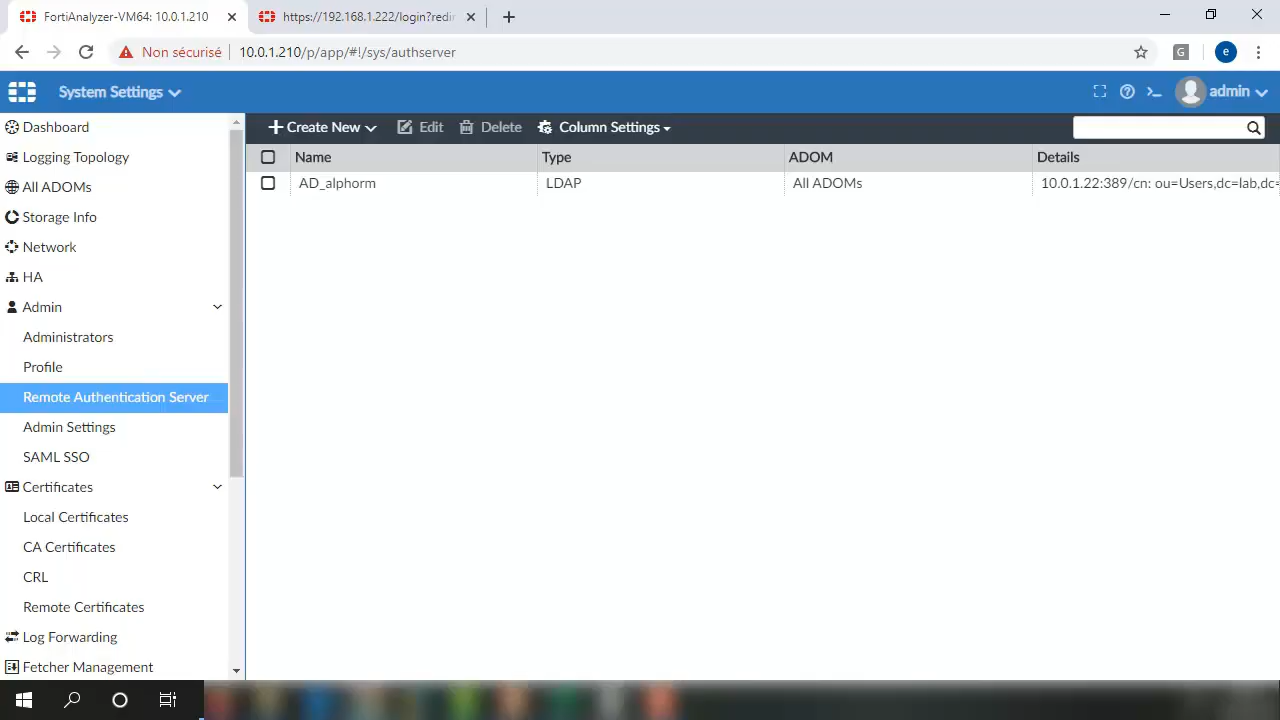 FortiAnalyzer-VM64: 10.0.1.210
https://192.168.1.222/login?redir
Non sécurisé
10.0.1.210/p/app/#!/sys/authserver
G
e
System Settings
admin
Dashboard
Logging Topology
All ADOMs
Storage Info
Network
HA
Admin
Administrators
Profile
Remote Authentication Server
Admin Settings
SAML SSO
Certificates
Local Certificates
CA Certificates
CRL
Remote Certificates
Log Forwarding
Fetcher Management
Create New
Edit
Delete
Column Settings
Name Type ADOM Details
AD_alphorm LDAP All ADOMs 10.0.1.22:389/cn: ou=Users,dc=lab,dc=